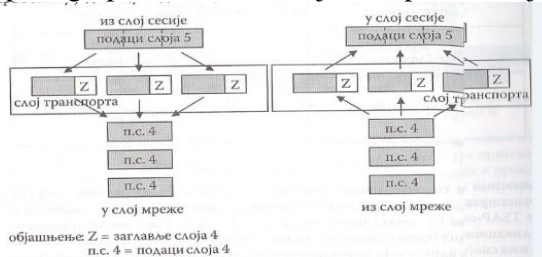 из слој сесије
подаци слоја 5
Z Z Z
слој транспорта
п.с. 4
п.с. 4
п.с. 4
у слој мреже
у слој сесије
подаци слоја 5
Z Z Z
слој транспорта
п.с. 4
п.с. 4
п.с. 4
из слој мреже
објашњење: Z = заглавље слоја 4
п.с. 4 = подаци слоја 4